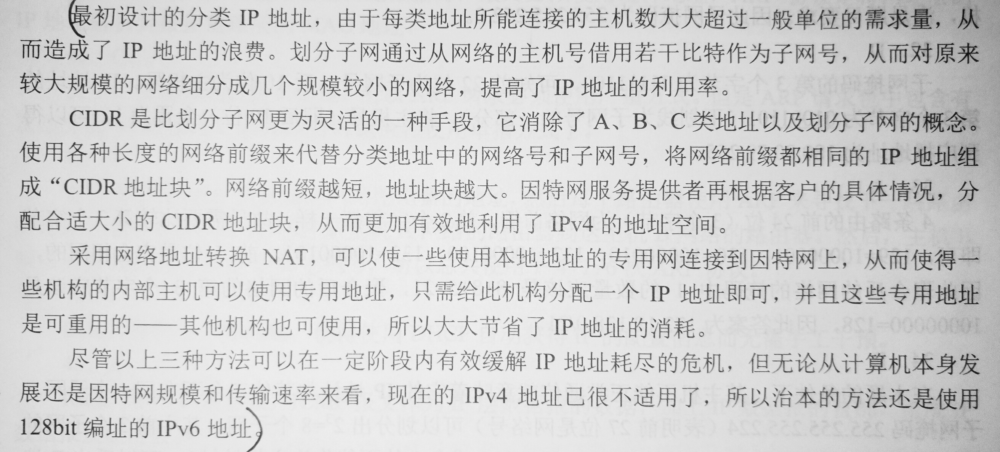 最初设计的分类 IP 地址，由于每类地址所能连接的主机数大大超过一般单位的需求量，从
而造成了 IP 地址的浪费。划分子网通过从网络的主机号借用若干比特作为子网号，从而对原来
较大规模的网络细分成几个规模较小的网络，提高了 IP 地址的利用率。
CIDR 是比划分子网更为灵活的一种手段，它消除了 A、B、C 类地址以及划分子网的概念。
使用各种长度的网络前缀来代替分类地址中的网络号和子网号，将网络前缀都相同的 IP 地址组
成“CIDR 地址块”。网络前缀越短，地址块越大。因特网服务提供者再根据客户的具体情况，分
配合适大小的 CIDR 地址块，从而更加有效地利用了 IPv4 的地址空间。
采用网络地址转换 NAT，可以使一些使用本地地址的专用网连接到因特网上，从而使得一
些机构的内部主机可以使用专用地址，只需给此机构分配一个 IP 地址即可，并且这些专用地址
是可重用的——其他机构也可使用，所以大大节省了 IP 地址的消耗。
尽管以上三种方法可以在一定阶段内有效缓解 IP 地址耗尽的危机，但无论从计算机本身发
展还是因特网规模和传输速率来看，现在的 IPv4 地址已很不适用了，所以治本的方法还是使用
128bit 编址的 IPv6 地址。